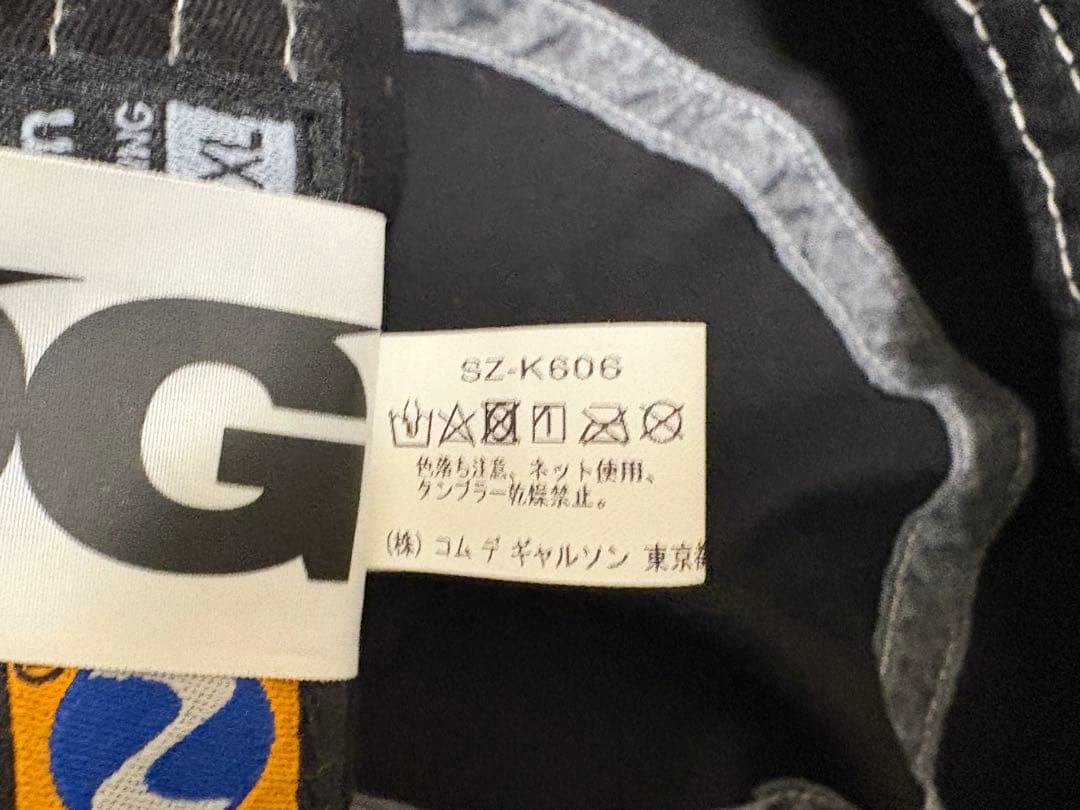 XL
G
SZ-K606
色落ち注意、ネット使用、
タンブラー乾燥禁止。
(株) コム デ ギャルソン 東京都